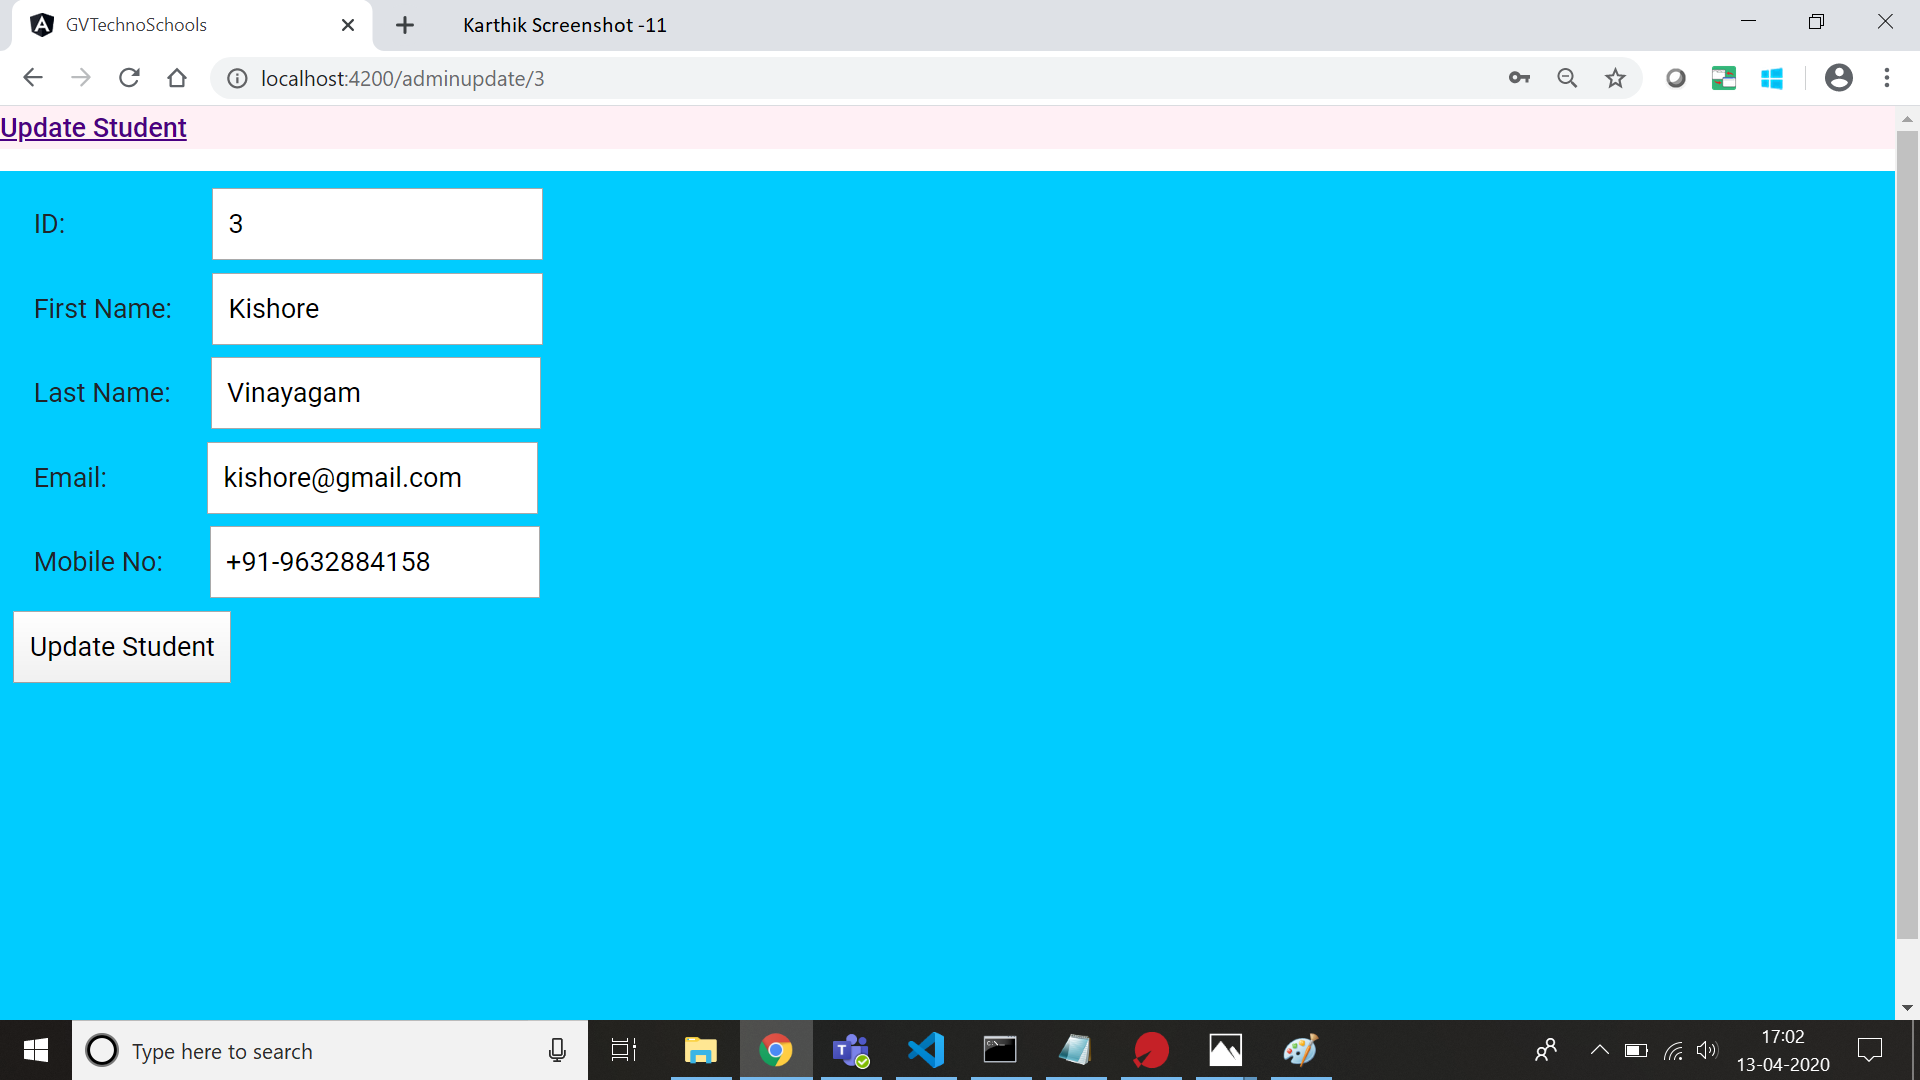 GVTechnoSchools
Karthik Screenshot -11
localhost:4200/adminupdate/3
Update Student
ID: 3
First Name: Kishore
Last Name: Vinayagam
Email: kishore@gmail.com
Mobile No: +91-9632884158
Update Student
Type here to search
17:02
13-04-2020